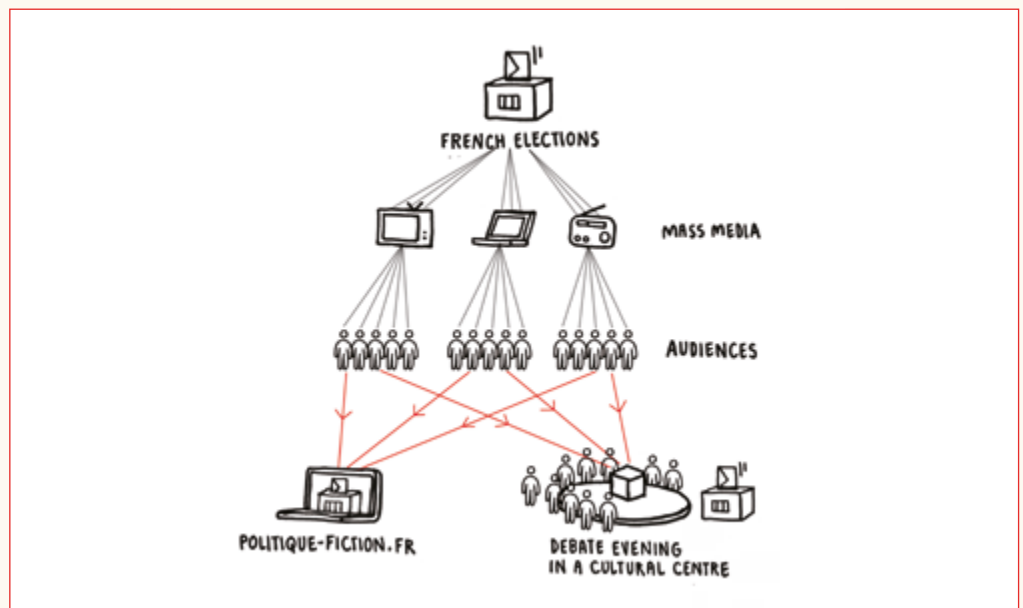 FRENCH ELECTIONS
MASS MEDIA
AUDIENCES
POLITIQUE-FICTION.FR
DEBATE EVENING
IN A CULTURAL CENTRE